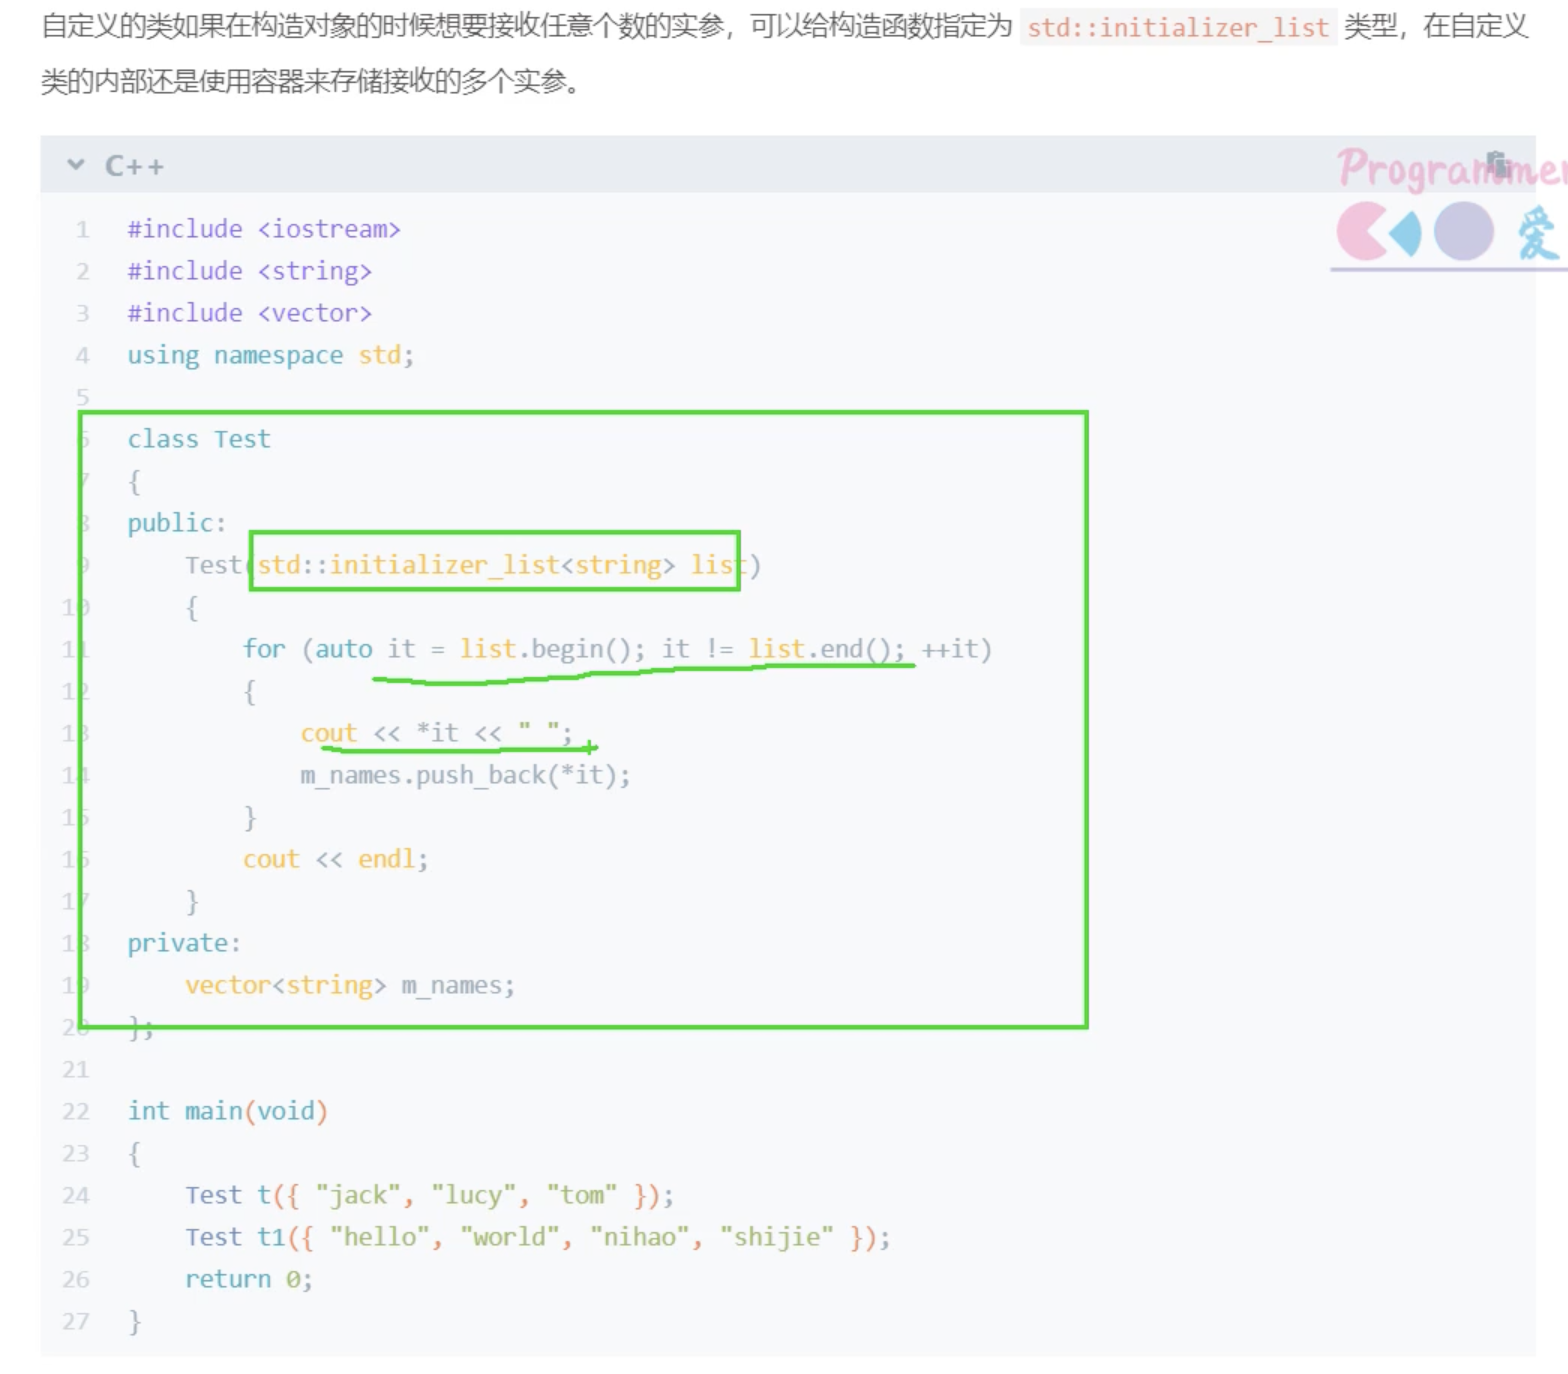 自定义的类如果在构造对象的时候想要接收任意个数的实参，可以给构造函数指定为 std::initializer_list 类型，在自定义
类的内部还是使用容器来存储接收的多个实参。
C++
Programmer
爱
1 #include <iostream>
2 #include <string>
3 #include <vector>
4 using namespace std;
5
6 class Test
7 {
8 public:
9     Test(std::initializer_list<string> list)
10     {
11         for (auto it = list.begin(); it != list.end(); ++it)
12         {
13             cout << *it << " ";
14             m_names.push_back(*it);
15         }
16         cout << endl;
17     }
18 private:
19     vector<string> m_names;
20 };
21
22 int main(void)
23 {
24     Test t({ "jack", "lucy", "tom" });
25     Test t1({ "hello", "world", "nihao", "shijie" });
26     return 0;
27 }